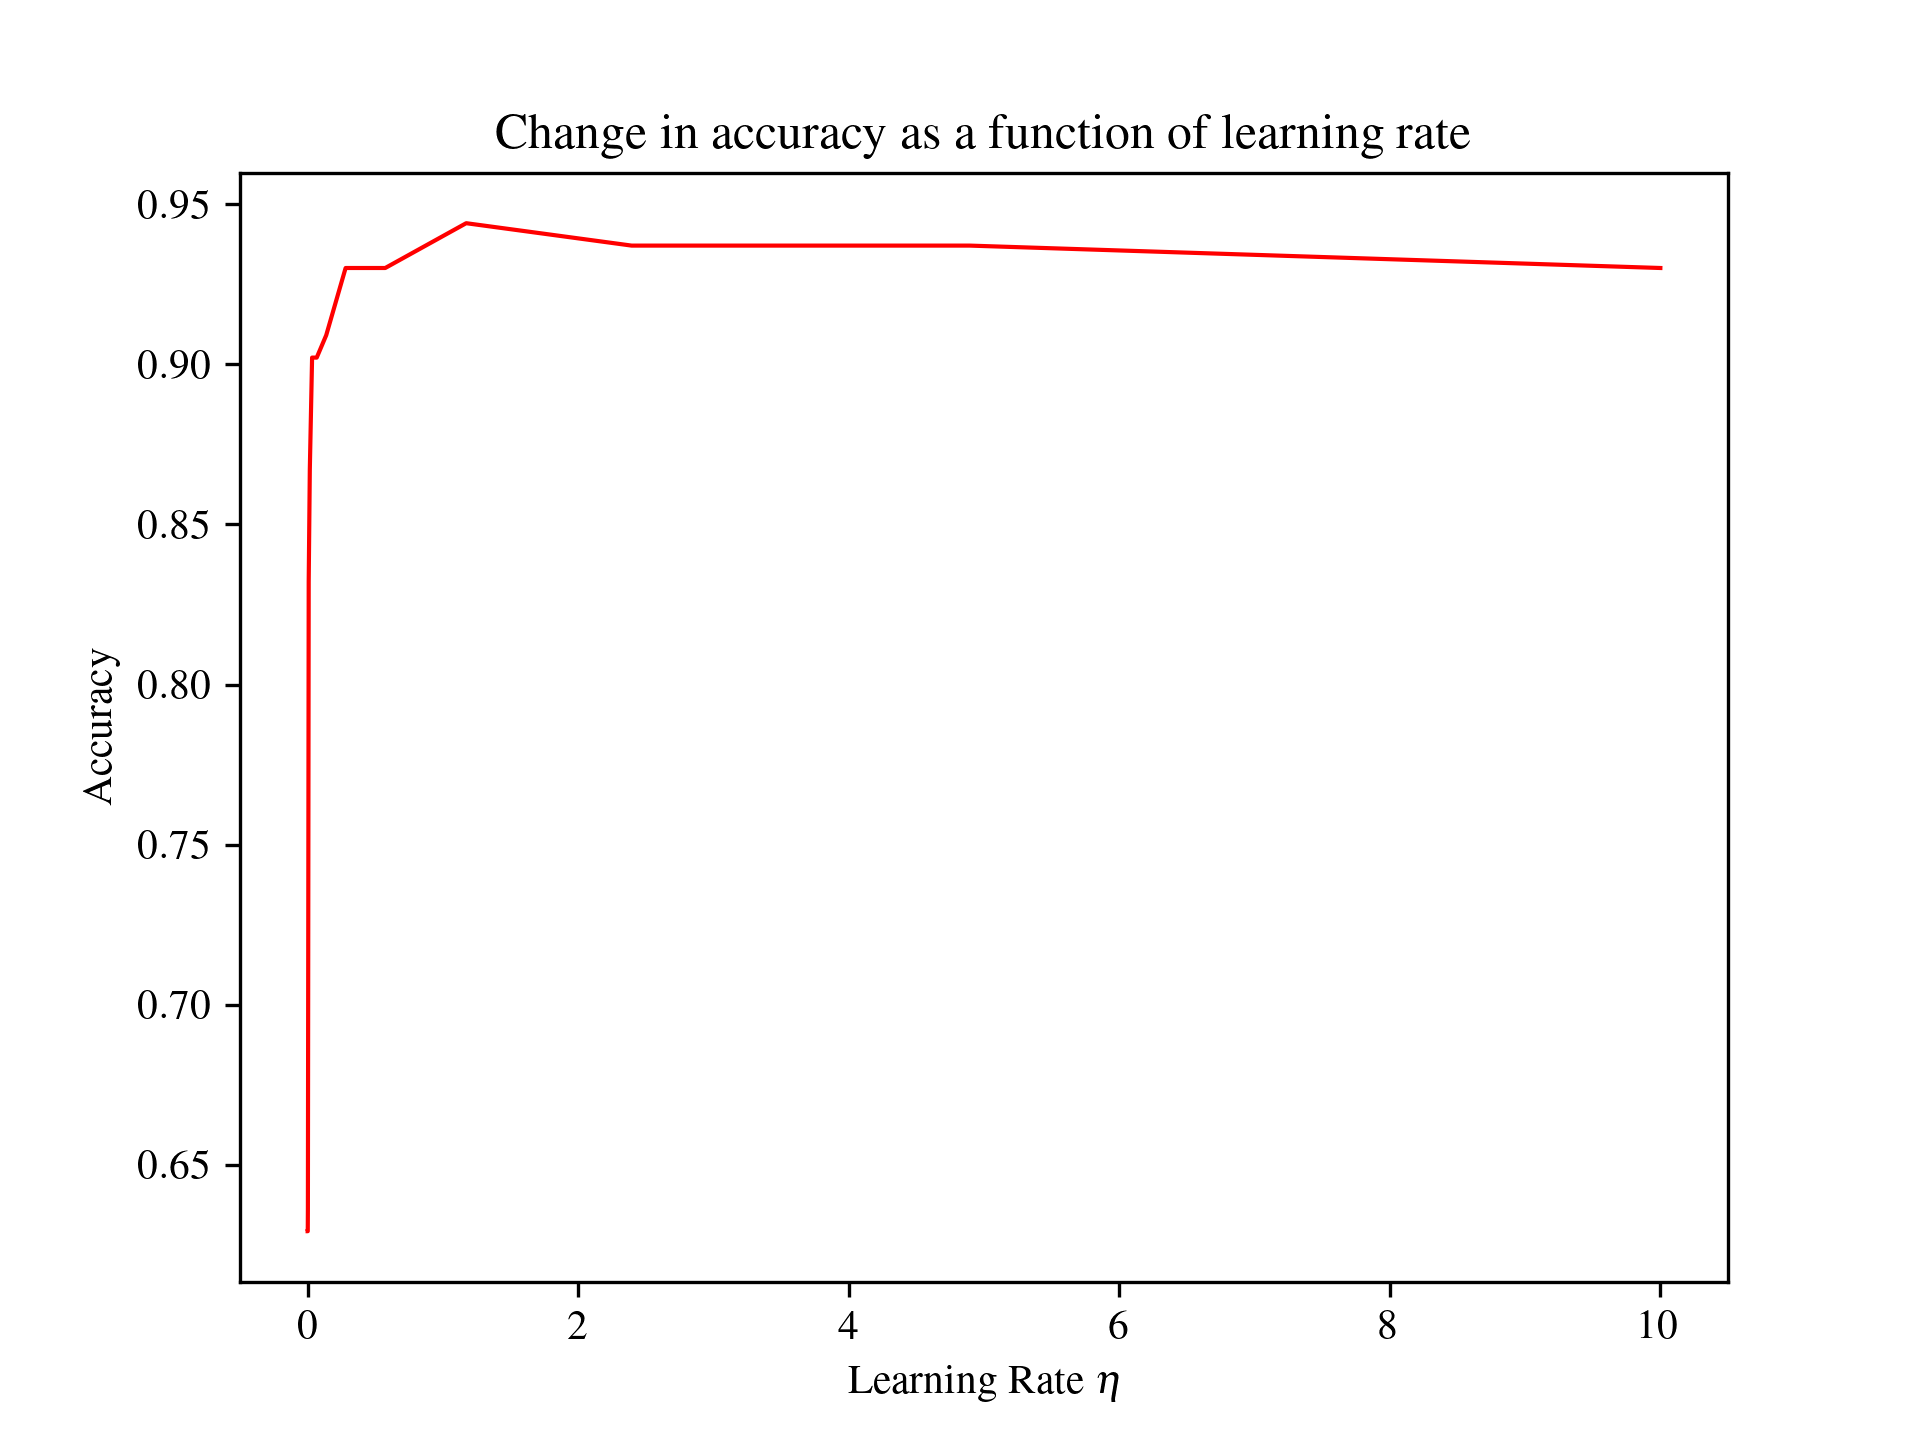 Change in accuracy as a function of learning rate
0.95
0.90
0.85
0.80
0.75
0.70
0.65
Accuracy
0 2 4 6 8 10
Learning Rate η